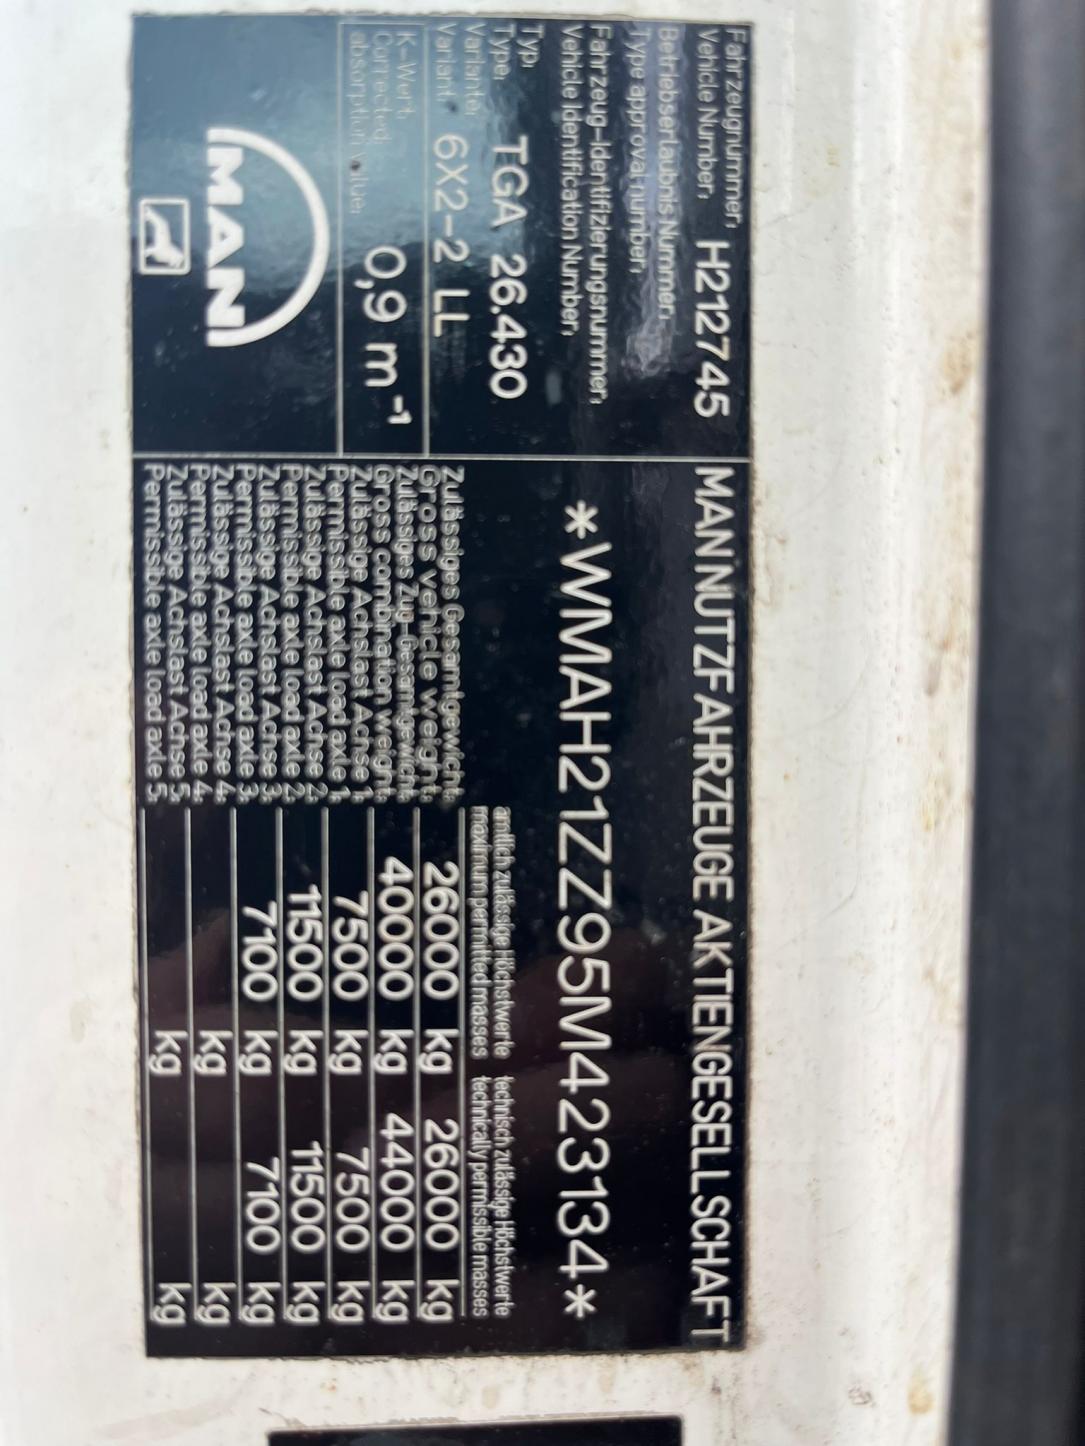 Fahrzeugnummer;
Vehicle Number; H212745
Betriebserlaubnis Nummer;
Type approval number;
Fahrzeug-Identifizierungsnummer;
Vehicle Identification Number;
Typ;
Type; TGA 26.430
Variante;
Variant; 6X2-2 LL
K-Wert;
Corrected
absorption value; 0,9 m⁻¹
MAN
MAN NUTZFAHRZEUGE AKTIENGESELLSCHAFT
*WMAH21ZZ95M423134*
amtlich zulässige Höchstwerte technisch zulässige Höchstwerte
maximum permitted masses technically permissible masses
Zulässiges Gesamtgewicht:
Gross vehicle weight: 26000 kg 26000 kg
Zulässiges Zug-Gesamtgewicht
Gross combination weight: 40000 kg 44000 kg
Zulässige Achslast Achse 1:
Permissible axle load axle 1: 7500 kg 7500 kg
Zulässige Achslast Achse 2:
Permissible axle load axle 2: 11500 kg 11500 kg
Zulässige Achslast Achse 3:
Permissible axle load axle 3: 7100 kg 7100 kg
Zulässige Achslast Achse 4:
Permissible axle load axle 4: kg kg
Zulässige Achslast Achse 5:
Permissible axle load axle 5: kg kg